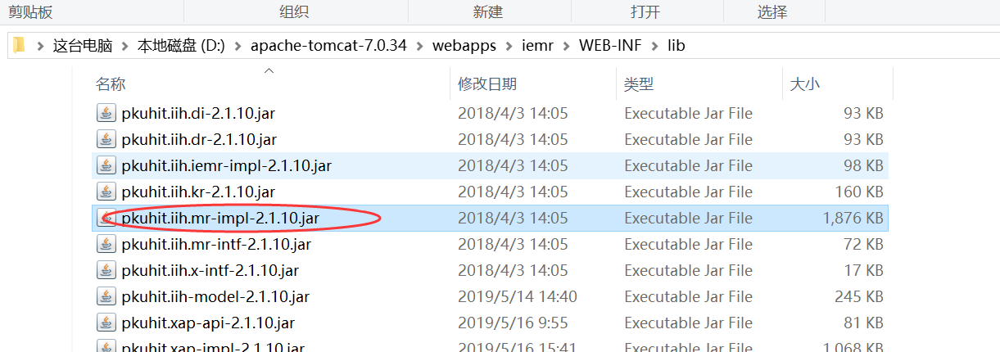 剪贴板 组织 新建 打开 选择
这台电脑 本地磁盘 (D:) apache-tomcat-7.0.34 webapps iemr WEB-INF lib
名称 修改日期 类型 大小
pkuhit.iih.di-2.1.10.jar 2018/4/3 14:05 Executable Jar File 93 KB
pkuhit.iih.dr-2.1.10.jar 2018/4/3 14:05 Executable Jar File 93 KB
pkuhit.iih.iemr-impl-2.1.10.jar 2018/4/3 14:05 Executable Jar File 98 KB
pkuhit.iih.kr-2.1.10.jar 2018/4/3 14:05 Executable Jar File 160 KB
pkuhit.iih.mr-impl-2.1.10.jar 2018/4/3 14:05 Executable Jar File 1,876 KB
pkuhit.iih.mr-intf-2.1.10.jar 2018/4/3 14:05 Executable Jar File 72 KB
pkuhit.iih.x-intf-2.1.10.jar 2018/4/3 14:05 Executable Jar File 17 KB
pkuhit.iih-model-2.1.10.jar 2019/5/14 14:40 Executable Jar File 245 KB
pkuhit.xap-api-2.1.10.jar 2019/5/16 9:55 Executable Jar File 81 KB
pkuhit.xap-impl-2.1.10.jar 2019/5/16 15:41 Executable Jar File 1,068 KB